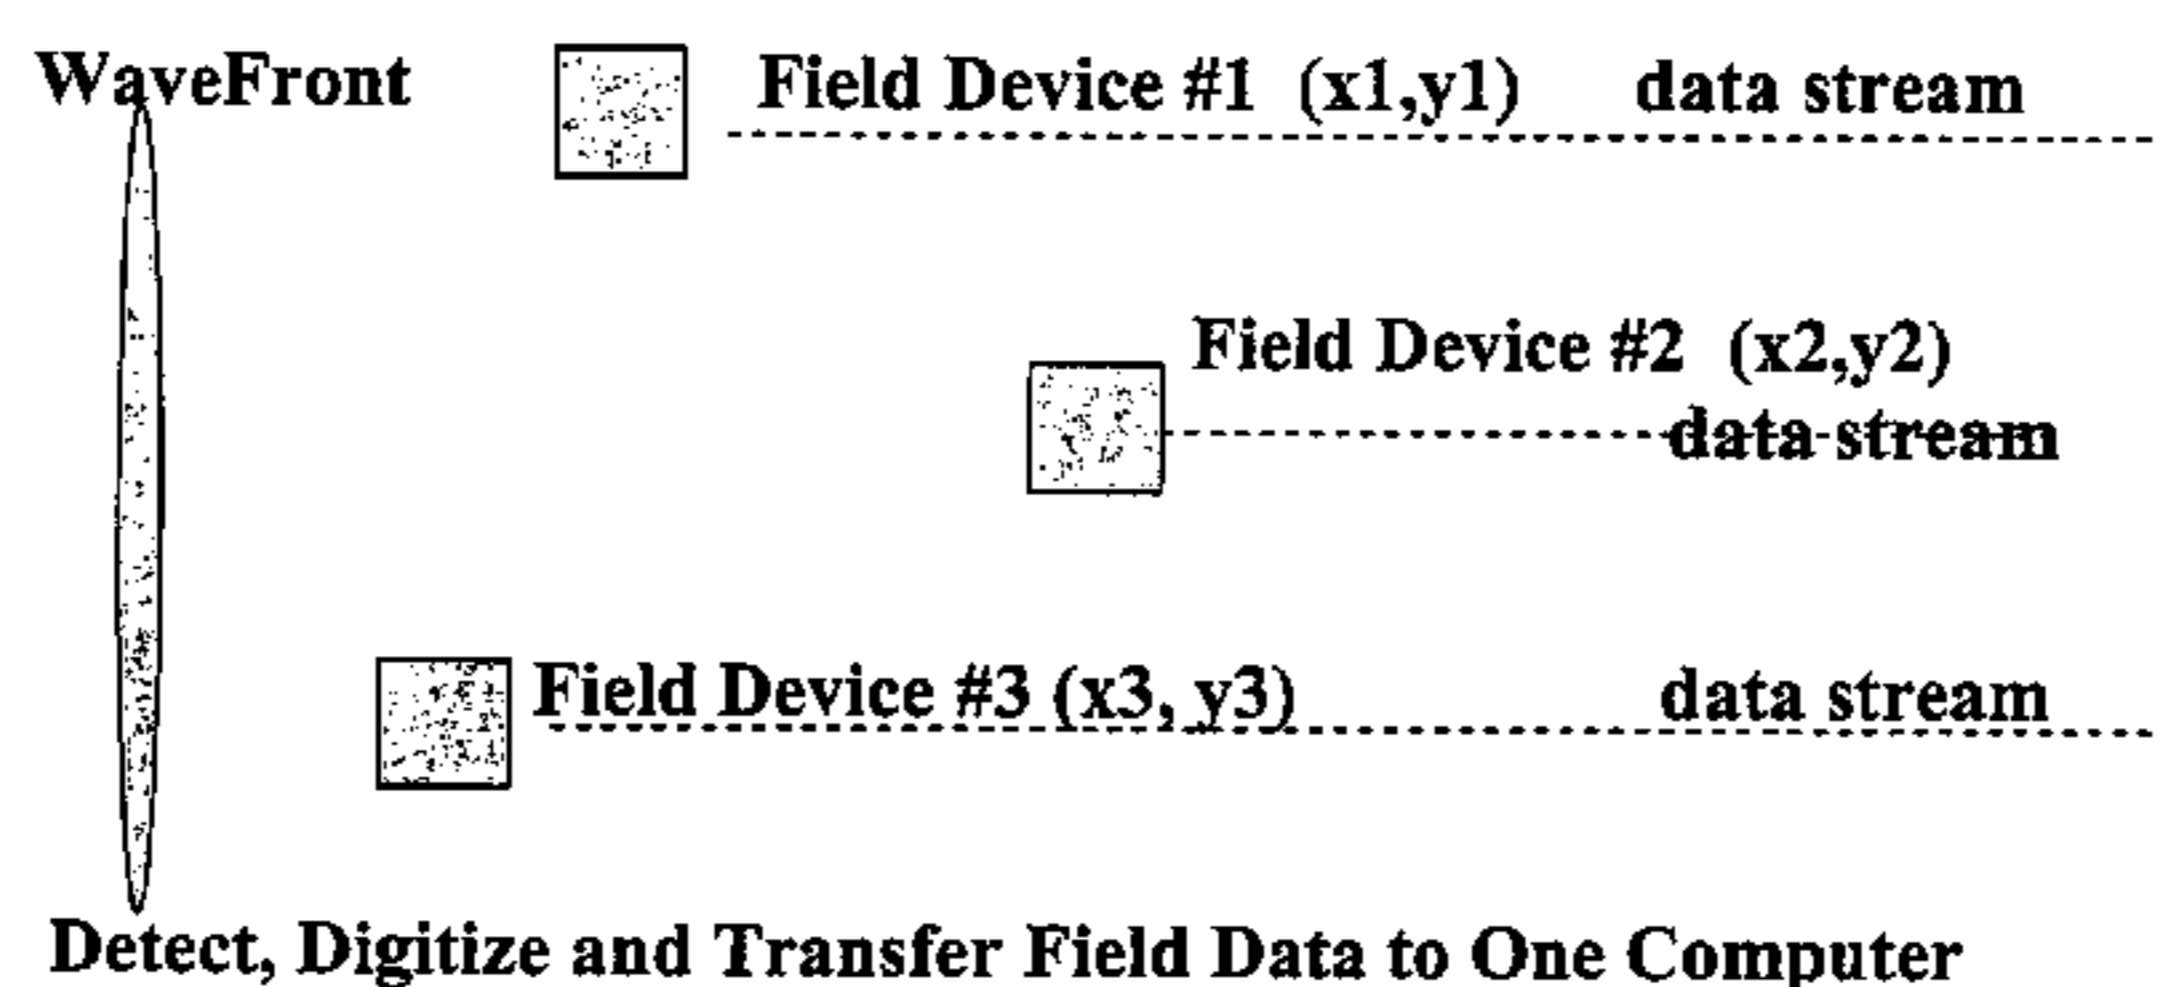 WaveFront
Field Device #1 (x1,y1) data stream
Field Device #2 (x2,y2)
data stream
Field Device #3 (x3, y3) data stream
Detect, Digitize and Transfer Field Data to One Computer